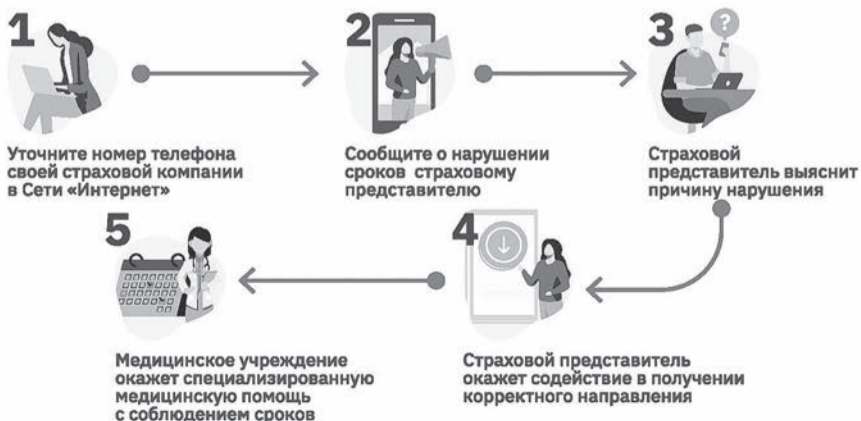 1
Уточните номер телефона
своей страховой компании
в Сети «Интернет»
2
Сообщите о нарушении
сроков страховому
представителю
3
?
Страховой
представитель выяснит
причину нарушения
4
Страховой представитель
окажет содействие в получении
корректного направления
5
Медицинское учреждение
окажет специализированную
медицинскую помощь
с соблюдением сроков